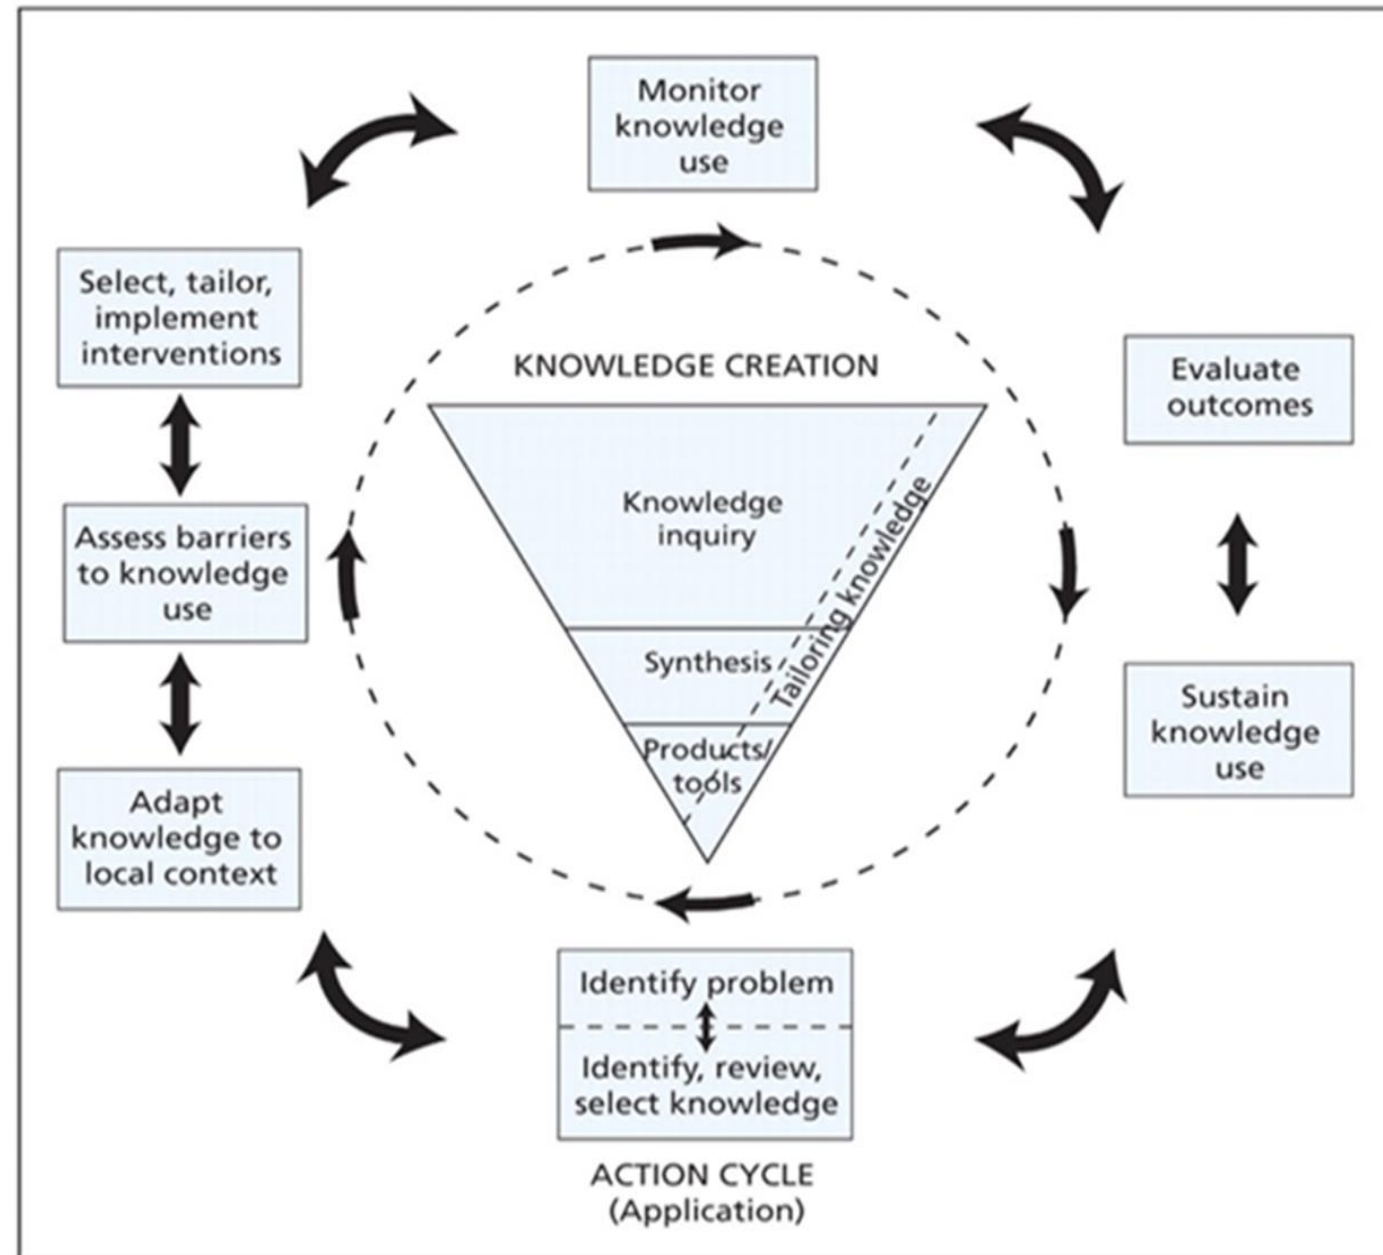 Monitor
knowledge
use
Select, tailor,
implement
interventions
Evaluate
outcomes
KNOWLEDGE CREATION
Knowledge
inquiry
Tailoring knowledge
Assess barriers
to knowledge
use
Synthesis
Products/
tools
Sustain
knowledge
use
Adapt
knowledge to
local context
Identify problem
Identify, review,
select knowledge
ACTION CYCLE
(Application)